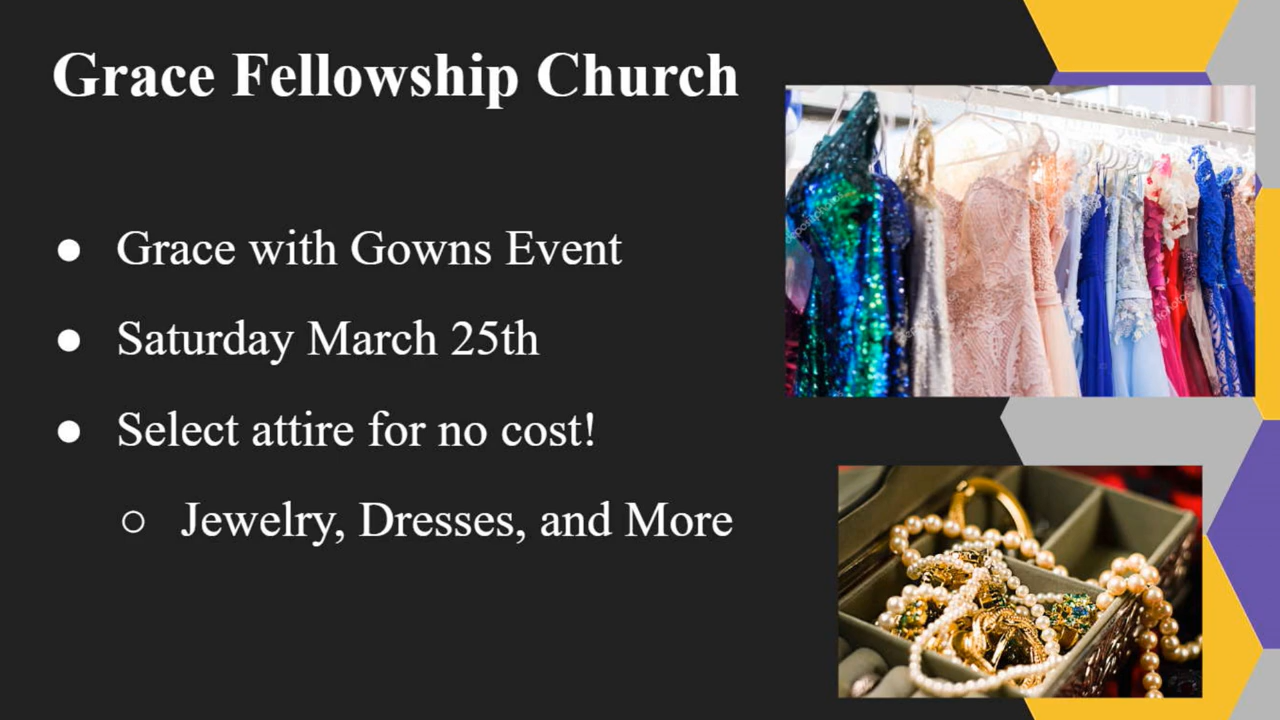 Grace Fellowship Church
● Grace with Gowns Event
● Saturday March 25th
● Select attire for no cost!
○ Jewelry, Dresses, and More